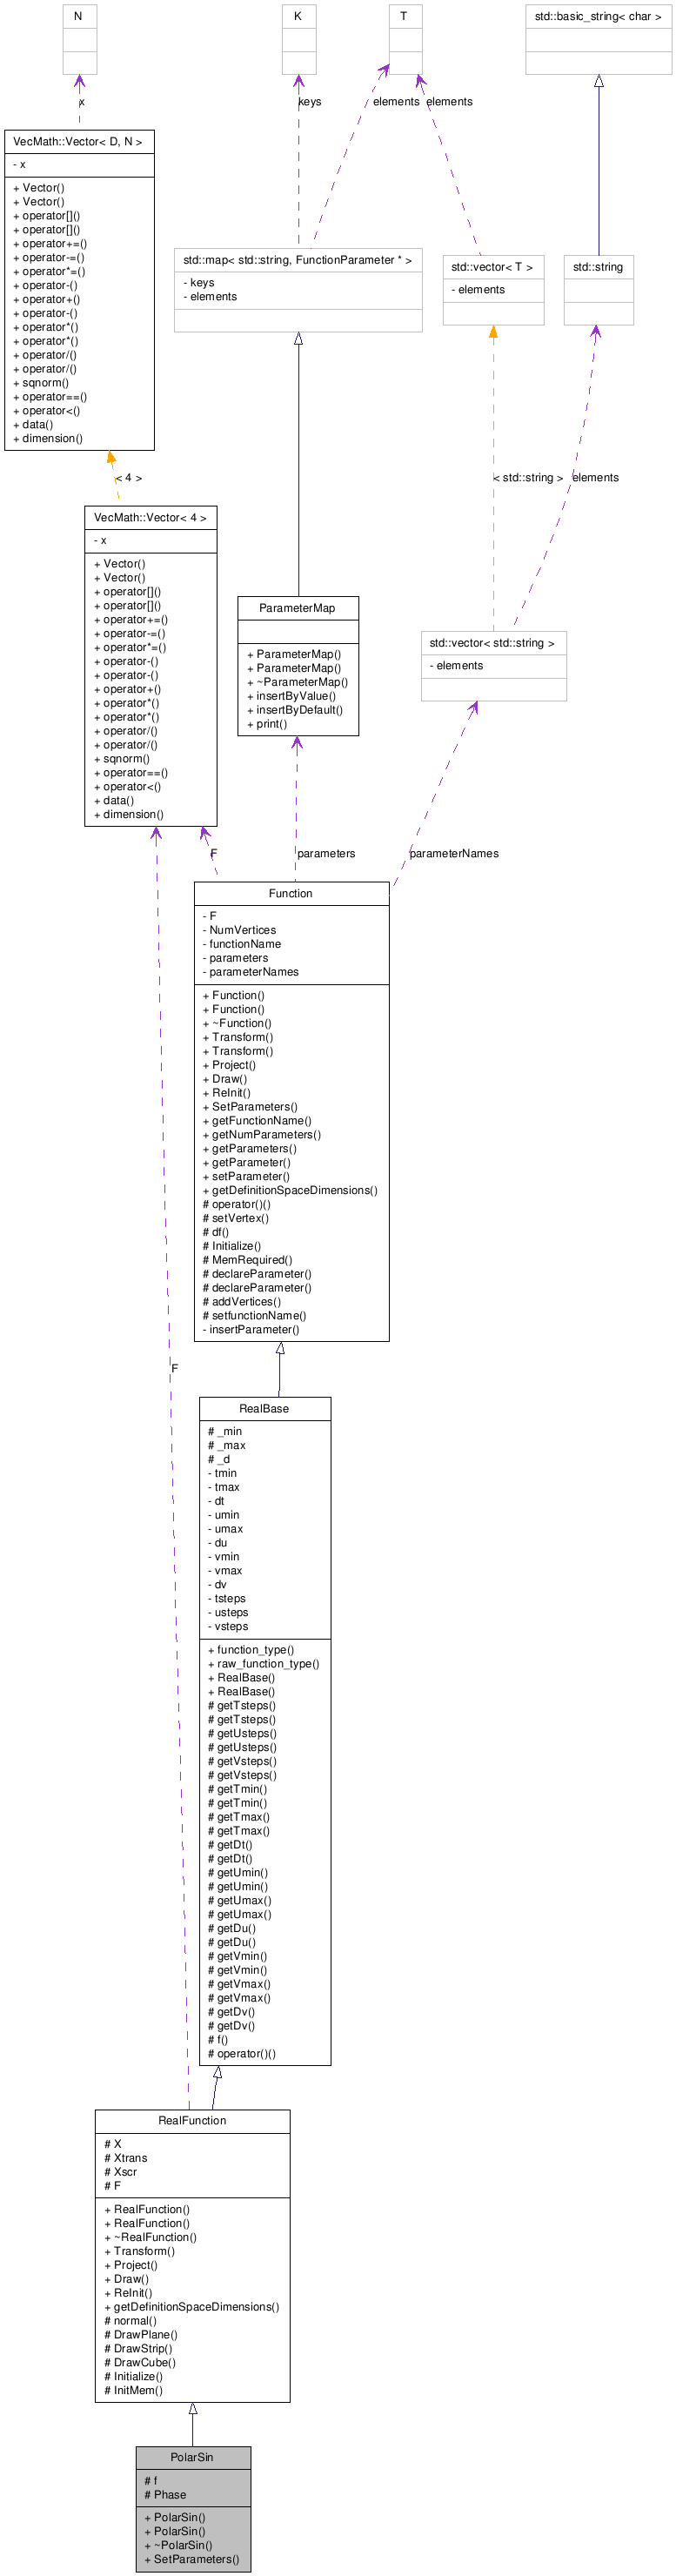 N
K
T
std::basic_string< char >
x
keys
elements
elements
VecMath::Vector< D, N >
- x
+ Vector()
+ Vector()
+ operator[]()
+ operator[]()
+ operator+=()
+ operator-=()
+ operator*=()
+ operator-()
+ operator+()
+ operator-()
+ operator*()
+ operator*()
+ operator/()
+ operator/()
+ sqnorm()
+ operator==()
+ operator<()
+ data()
+ dimension()
std::map< std::string, FunctionParameter * >
- keys
- elements
std::vector< T >
- elements
std::string
< 4 >
< std::string >
elements
VecMath::Vector< 4 >
- x
+ Vector()
+ Vector()
+ operator[]()
+ operator[]()
+ operator+=()
+ operator-=()
+ operator*=()
+ operator-()
+ operator-()
+ operator+()
+ operator*()
+ operator*()
+ operator/()
+ operator/()
+ sqnorm()
+ operator==()
+ operator<()
+ data()
+ dimension()
ParameterMap
+ ParameterMap()
+ ParameterMap()
+ ~ParameterMap()
+ insertByValue()
+ insertByDefault()
+ print()
std::vector< std::string >
- elements
F
parameters
parameterNames
Function
- F
- NumVertices
- functionName
- parameters
- parameterNames
+ Function()
+ Function()
+ ~Function()
+ Transform()
+ Transform()
+ Project()
+ Draw()
+ ReInit()
+ SetParameters()
+ getFunctionName()
+ getNumParameters()
+ getParameters()
+ getParameter()
+ setParameter()
+ getDefinitionSpaceDimensions()
# operator()()
# setVertex()
# df()
# Initialize()
# MemRequired()
# declareParameter()
# declareParameter()
# addVertices()
# setfunctionName()
- insertParameter()
F
RealBase
# _min
# _max
# _d
- tmin
- tmax
- dt
- umin
- umax
- du
- vmin
- vmax
- dv
- tsteps
- usteps
- vsteps
+ function_type()
+ raw_function_type()
+ RealBase()
+ RealBase()
# getTsteps()
# getTsteps()
# getUsteps()
# getUsteps()
# getVsteps()
# getVsteps()
# getTmin()
# getTmin()
# getTmax()
# getTmax()
# getDt()
# getDt()
# getUmin()
# getUmin()
# getUmax()
# getUmax()
# getDu()
# getDu()
# getVmin()
# getVmin()
# getVmax()
# getVmax()
# getDv()
# getDv()
# f()
# operator()()
RealFunction
# X
# Xtrans
# Xscr
# F
+ RealFunction()
+ RealFunction()
+ ~RealFunction()
+ Transform()
+ Project()
+ Draw()
+ ReInit()
+ getDefinitionSpaceDimensions()
# normal()
# DrawPlane()
# DrawStrip()
# DrawCube()
# Initialize()
# InitMem()
PolarSin
# f
# Phase
+ PolarSin()
+ PolarSin()
+ ~PolarSin()
+ SetParameters()